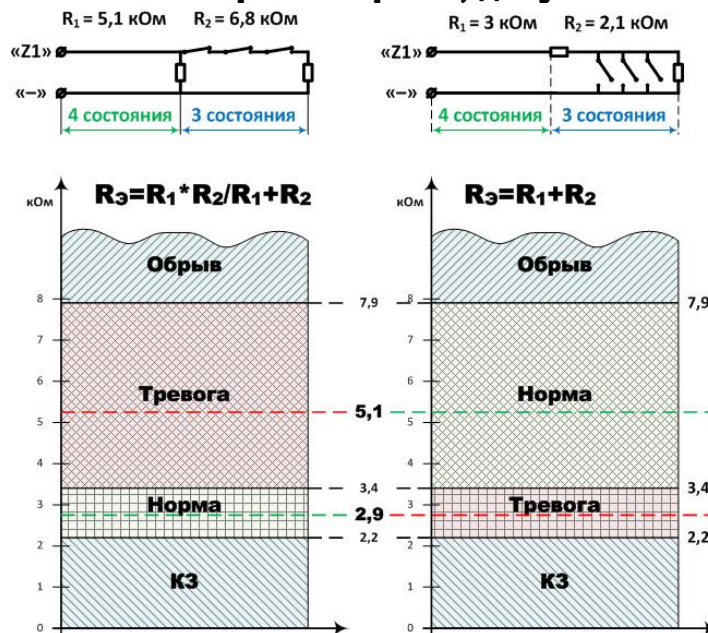 R₁ = 5,1 кОм R₂ = 6,8 кОм
«Z1»
«–»
4 состояния 3 состояния
R₁ = 3 кОм R₂ = 2,1 кОм
«Z1»
«–»
4 состояния 3 состояния
кОм
Rэ=R₁*R₂/R₁+R₂
Обрыв
8
7
6
5
4
3
2
1
0
Тревога
Норма
КЗ
7,9
5,1
3,4
2,9
2,2
кОм
Rэ=R₁+R₂
Обрыв
8
7
6
5
4
3
2
1
0
Норма
Тревога
КЗ
7,9
3,4
2,2